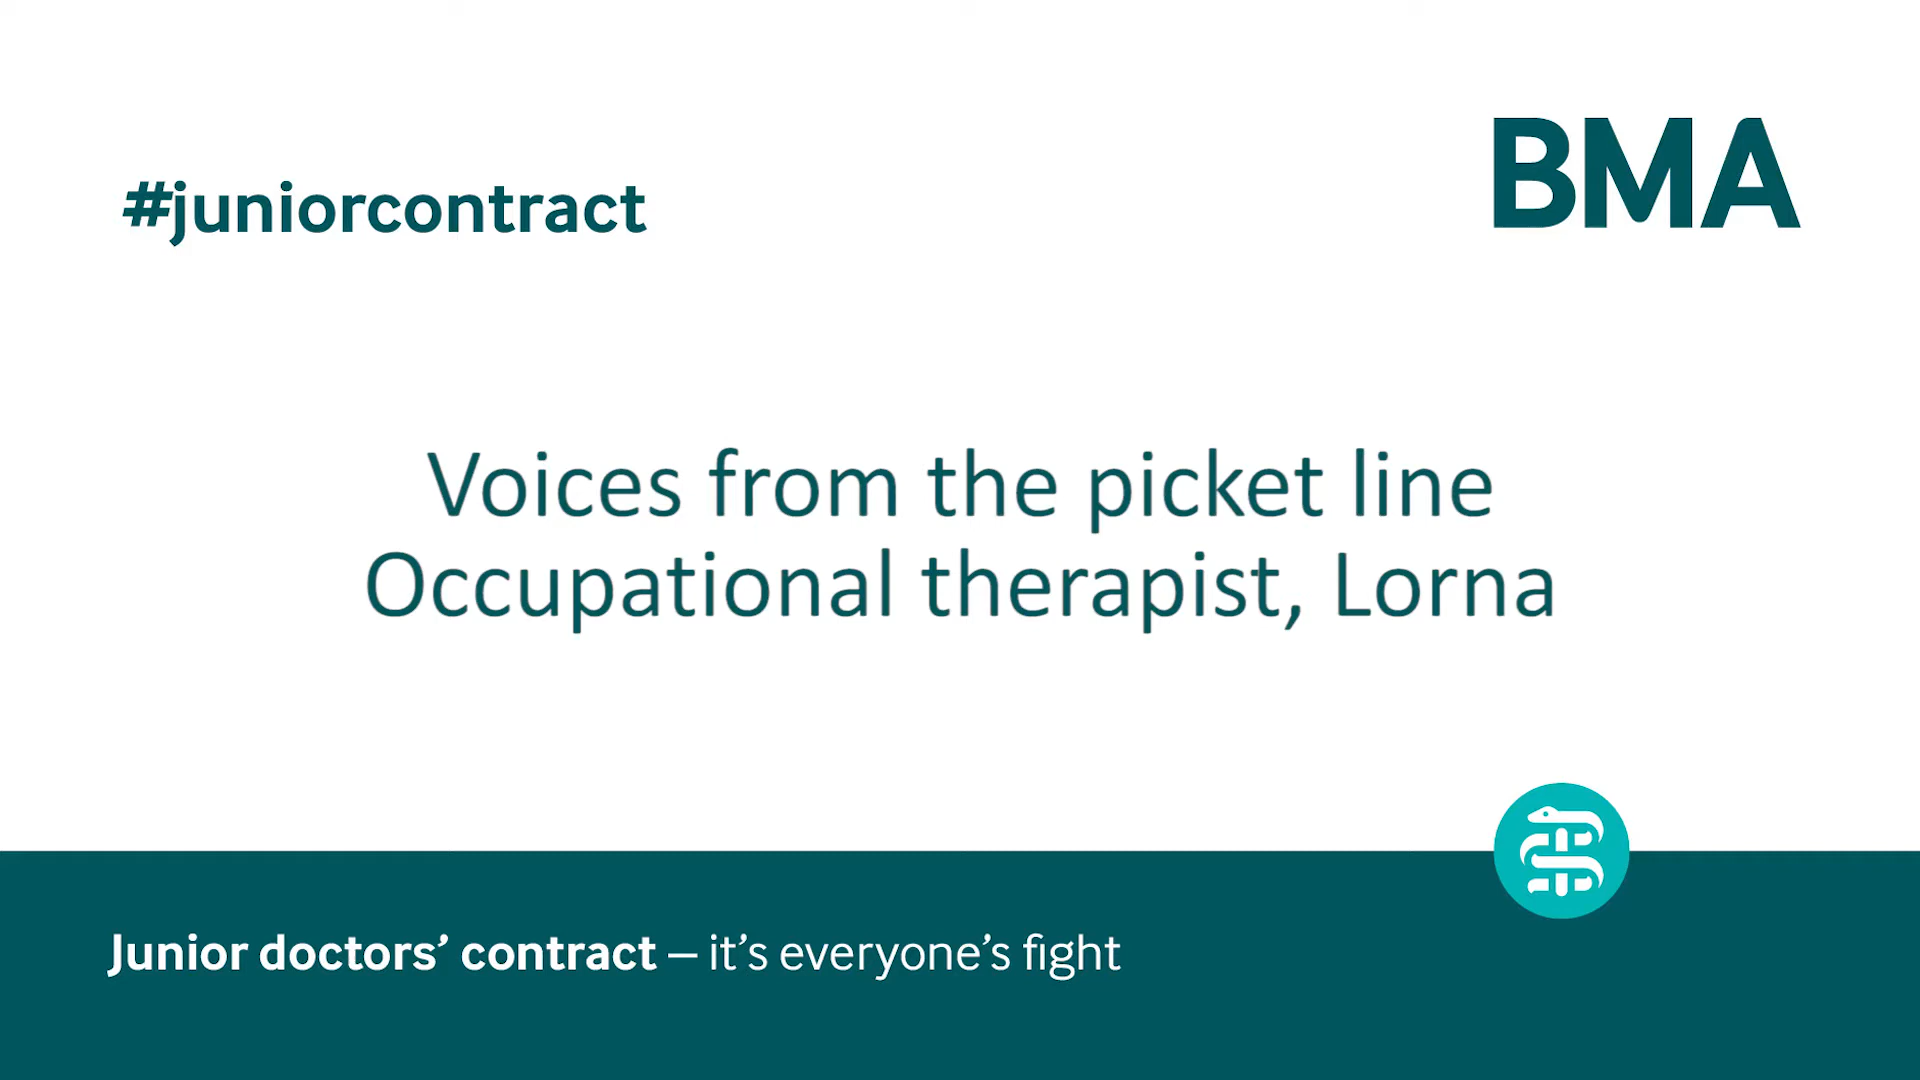 #juniorcontract
BMA
Voices from the picket line
Occupational therapist, Lorna
Junior doctors’ contract – it’s everyone’s fight